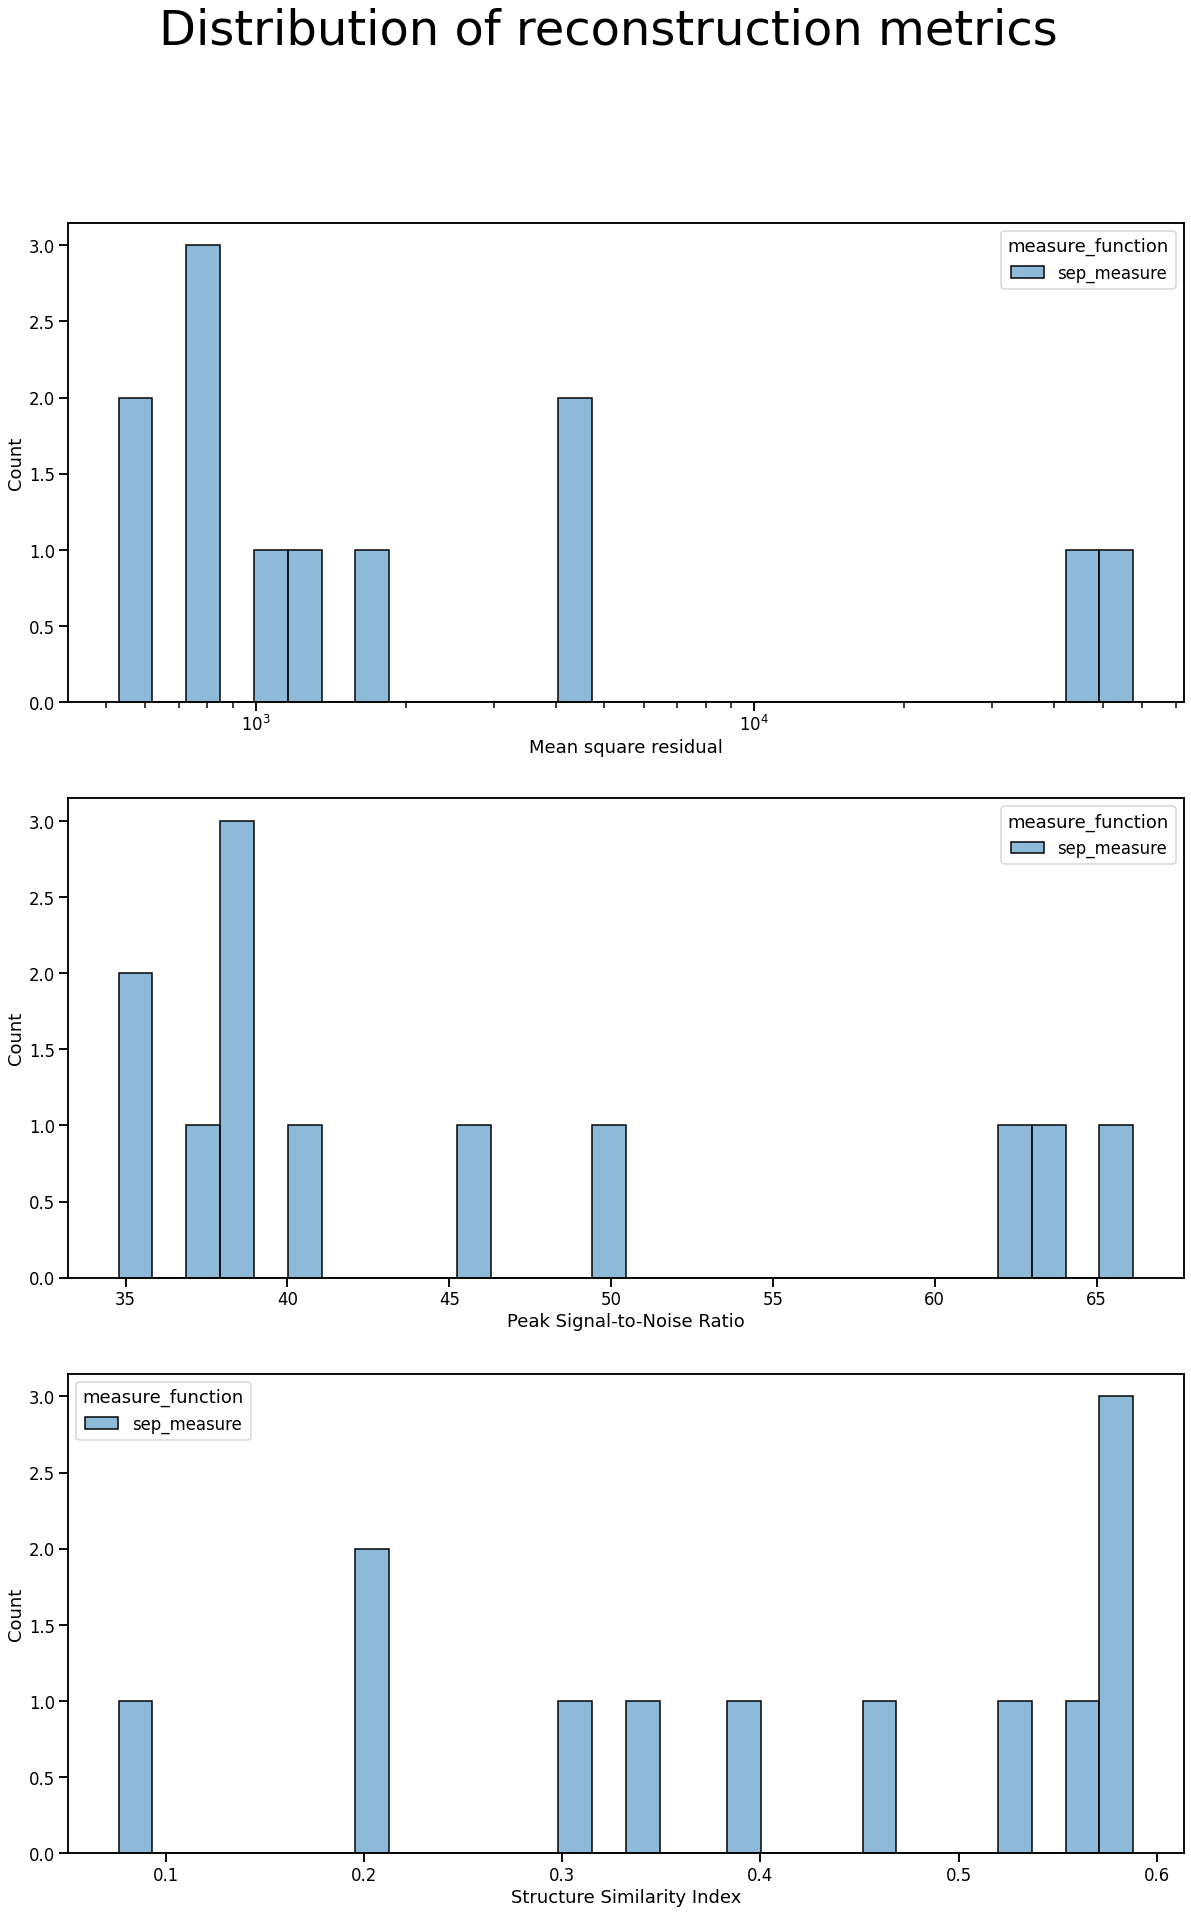 Distribution of reconstruction metrics
measure_function
sep_measure
3.0
2.5
2.0
1.5
1.0
0.5
0.0
Count
10³
10⁴
Mean square residual
measure_function
sep_measure
3.0
2.5
2.0
1.5
1.0
0.5
0.0
Count
35
40
45
50
55
60
65
Peak Signal-to-Noise Ratio
measure_function
sep_measure
3.0
2.5
2.0
1.5
1.0
0.5
0.0
Count
0.1
0.2
0.3
0.4
0.5
0.6
Structure Similarity Index